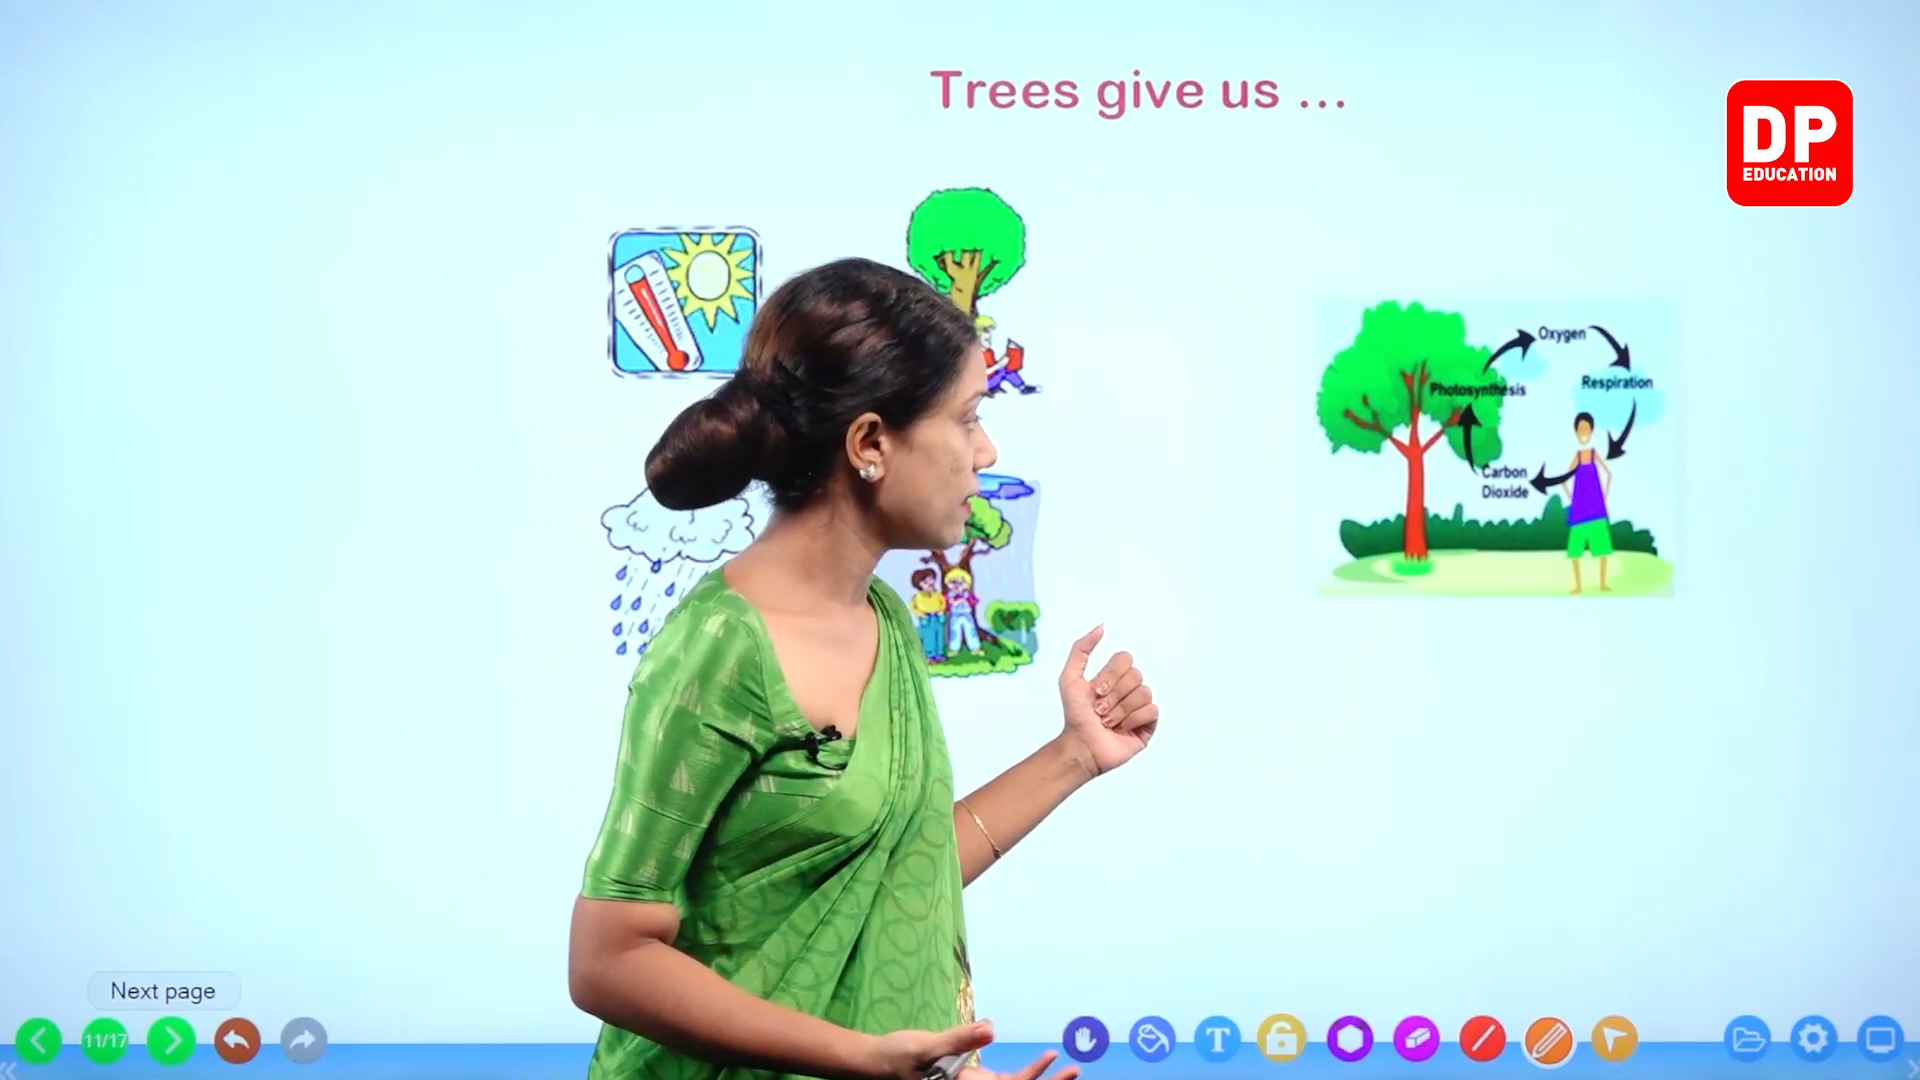 Trees give us ...
DP
EDUCATION
Oxygen
Photosynthesis
Respiration
Carbon
Dioxide
Next page
11/17
T